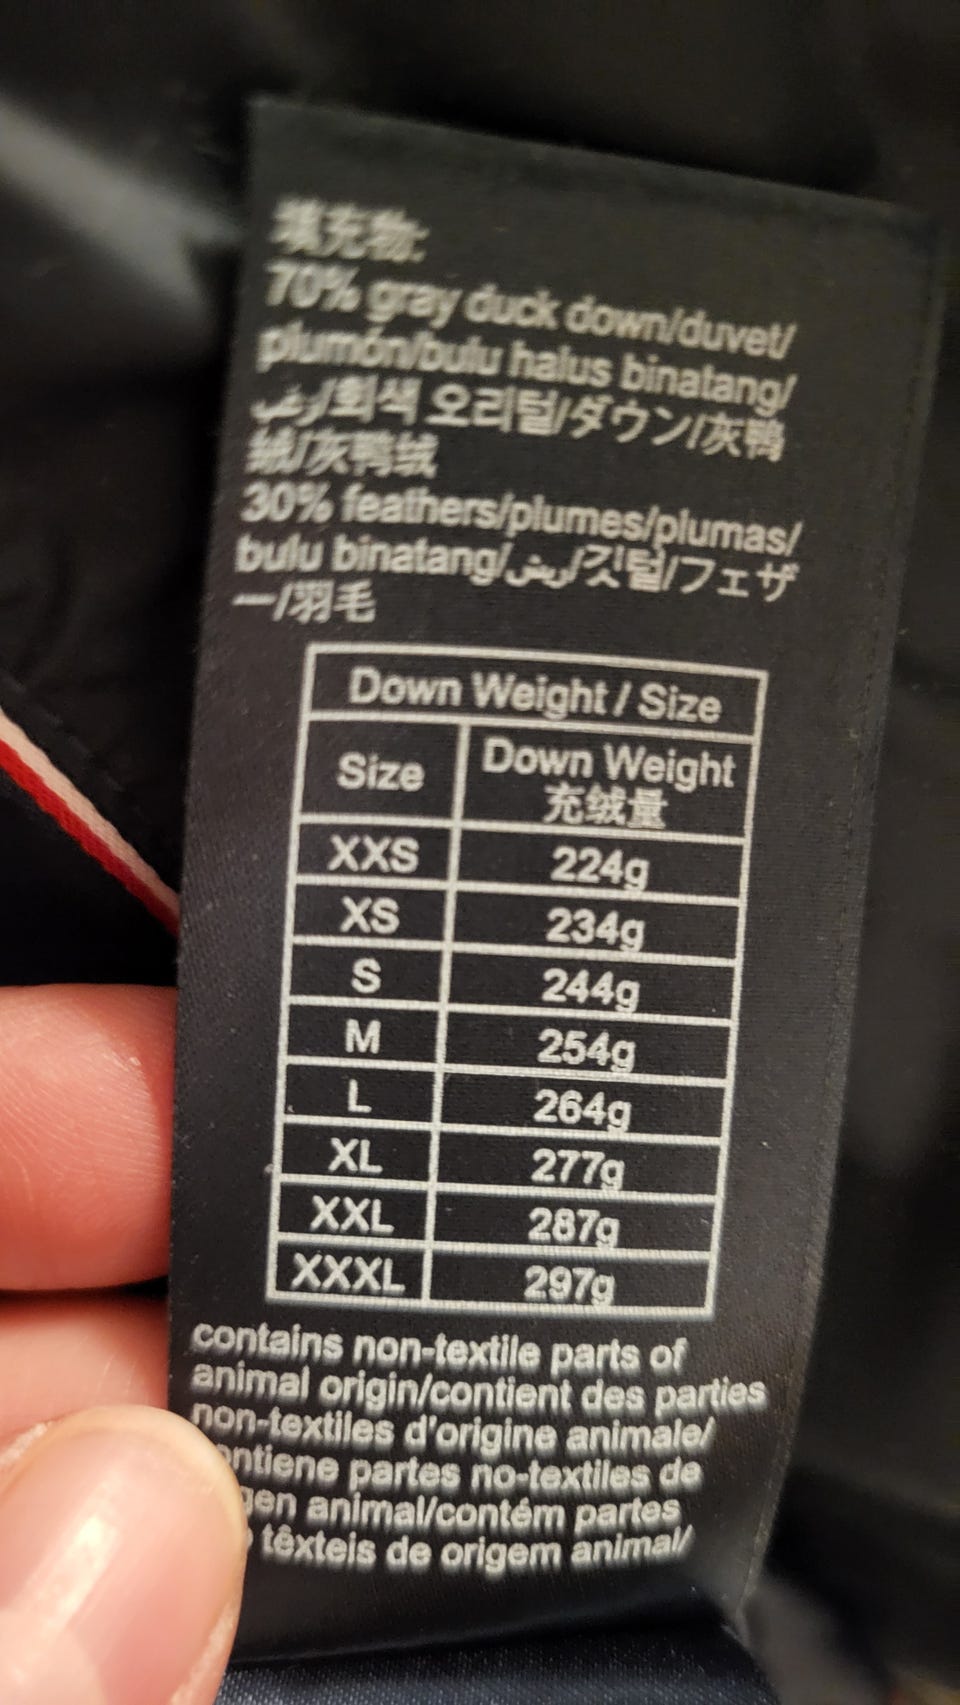 填充物:
70% gray duck down/duvet/
plumón/bulu halus binatang/
ريش/회색 오리털/ダウン/灰鴨
絨/灰鸭绒
30% feathers/plumes/plumas/
bulu binatang/ريش/깃털/フェザ
ー/羽毛
Down Weight / Size
Size Down Weight
充绒量
XXS 224g
XS 234g
S 244g
M 254g
L 264g
XL 277g
XXL 287g
XXXL 297g
contains non-textile parts of
animal origin/contient des parties
non-textiles d'origine animale/
partes no-textiles de
animal/contém partes
têxteis de origem animal/